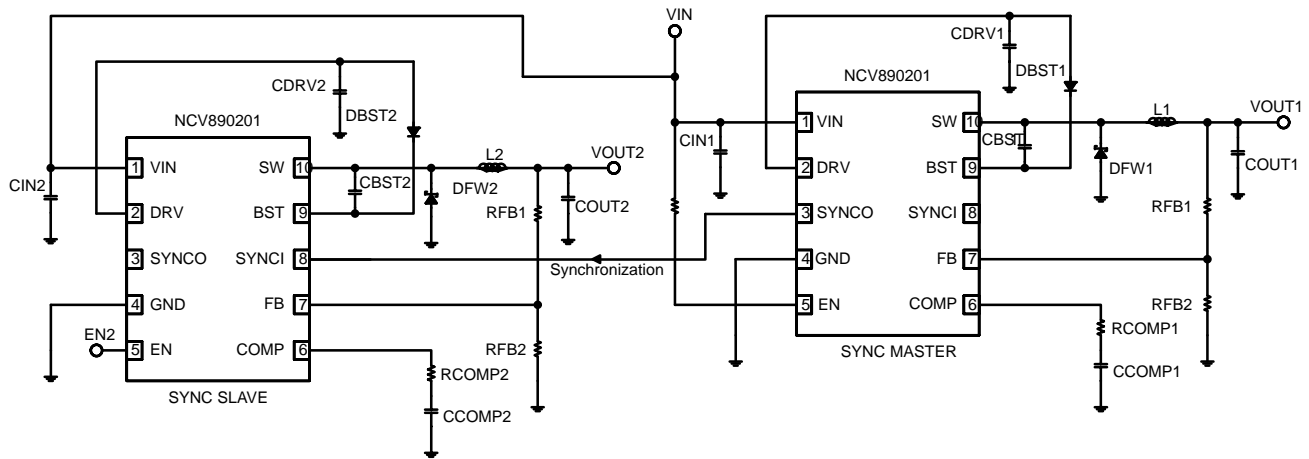 VIN
CDRV1
DBST1
NCV890201
CDRV2
DBST2
NCV890201
L1
VOUT1
1 VIN
SW 10
CIN1
CBST1
COUT1
2 DRV
BST 9
DFW1
RFB1
3 SYNCO
SYNCI 8
4 GND
FB 7
5 EN
COMP 6
RFB2
RCOMP1
CCOMP1
SYNC MASTER
L2
VOUT2
1 VIN
SW 10
CIN2
CBST2
DFW2
COUT2
2 DRV
BST 9
RFB1
3 SYNCO
SYNCI 8
Synchronization
4 GND
FB 7
EN2
5 EN
COMP 6
RFB2
RCOMP2
CCOMP2
SYNC SLAVE